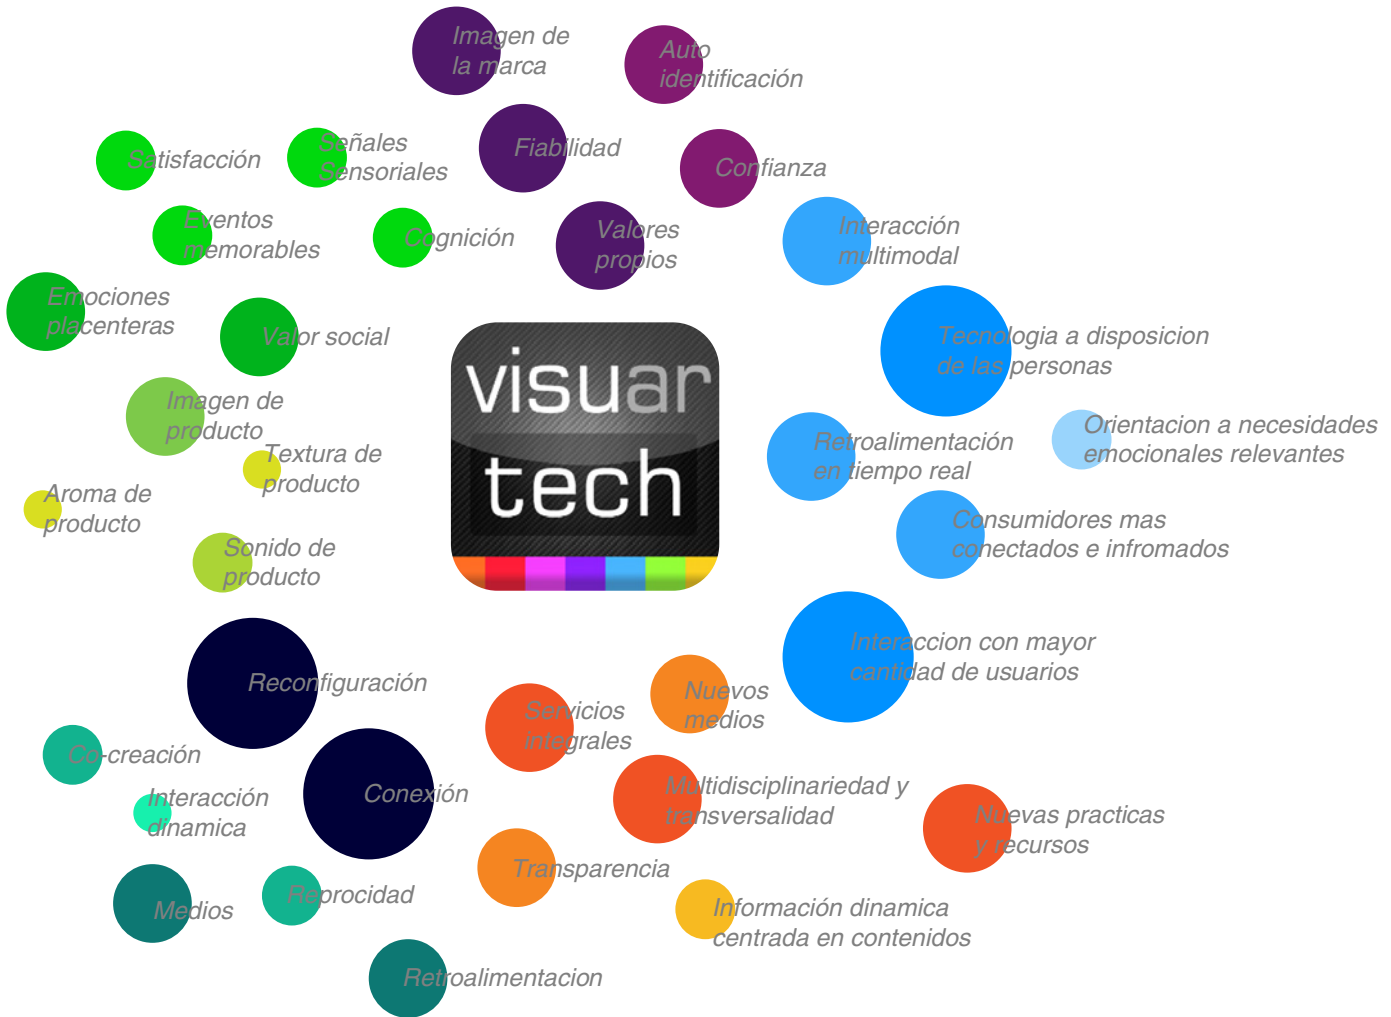 Imagen de
la marca
Auto
identificación
Satisfacción
Señales
Sensoriales
Fiabilidad
Confianza
Eventos
memorables
Cognición
Valores
propios
Interacción
multimodal
Emociones
placenteras
Valor social
Tecnologia a disposicion
de las personas
visuar
tech
Imagen de
producto
Textura de
producto
Retroalimentación
en tiempo real
Orientacion a necesidades
emocionales relevantes
Aroma de
producto
Sonido de
producto
Consumidores mas
conectados e infromados
Reconfiguración
Interaccion con mayor
cantidad de usuarios
Servicios
integrales
Nuevos
medios
Co-creación
Interacción
dinamica
Conexión
Multidisciplinariedad y
transversalidad
Nuevas practicas
y recursos
Medios
Reprocidad
Transparencia
Información dinamica
centrada en contenidos
Retroalimentacion